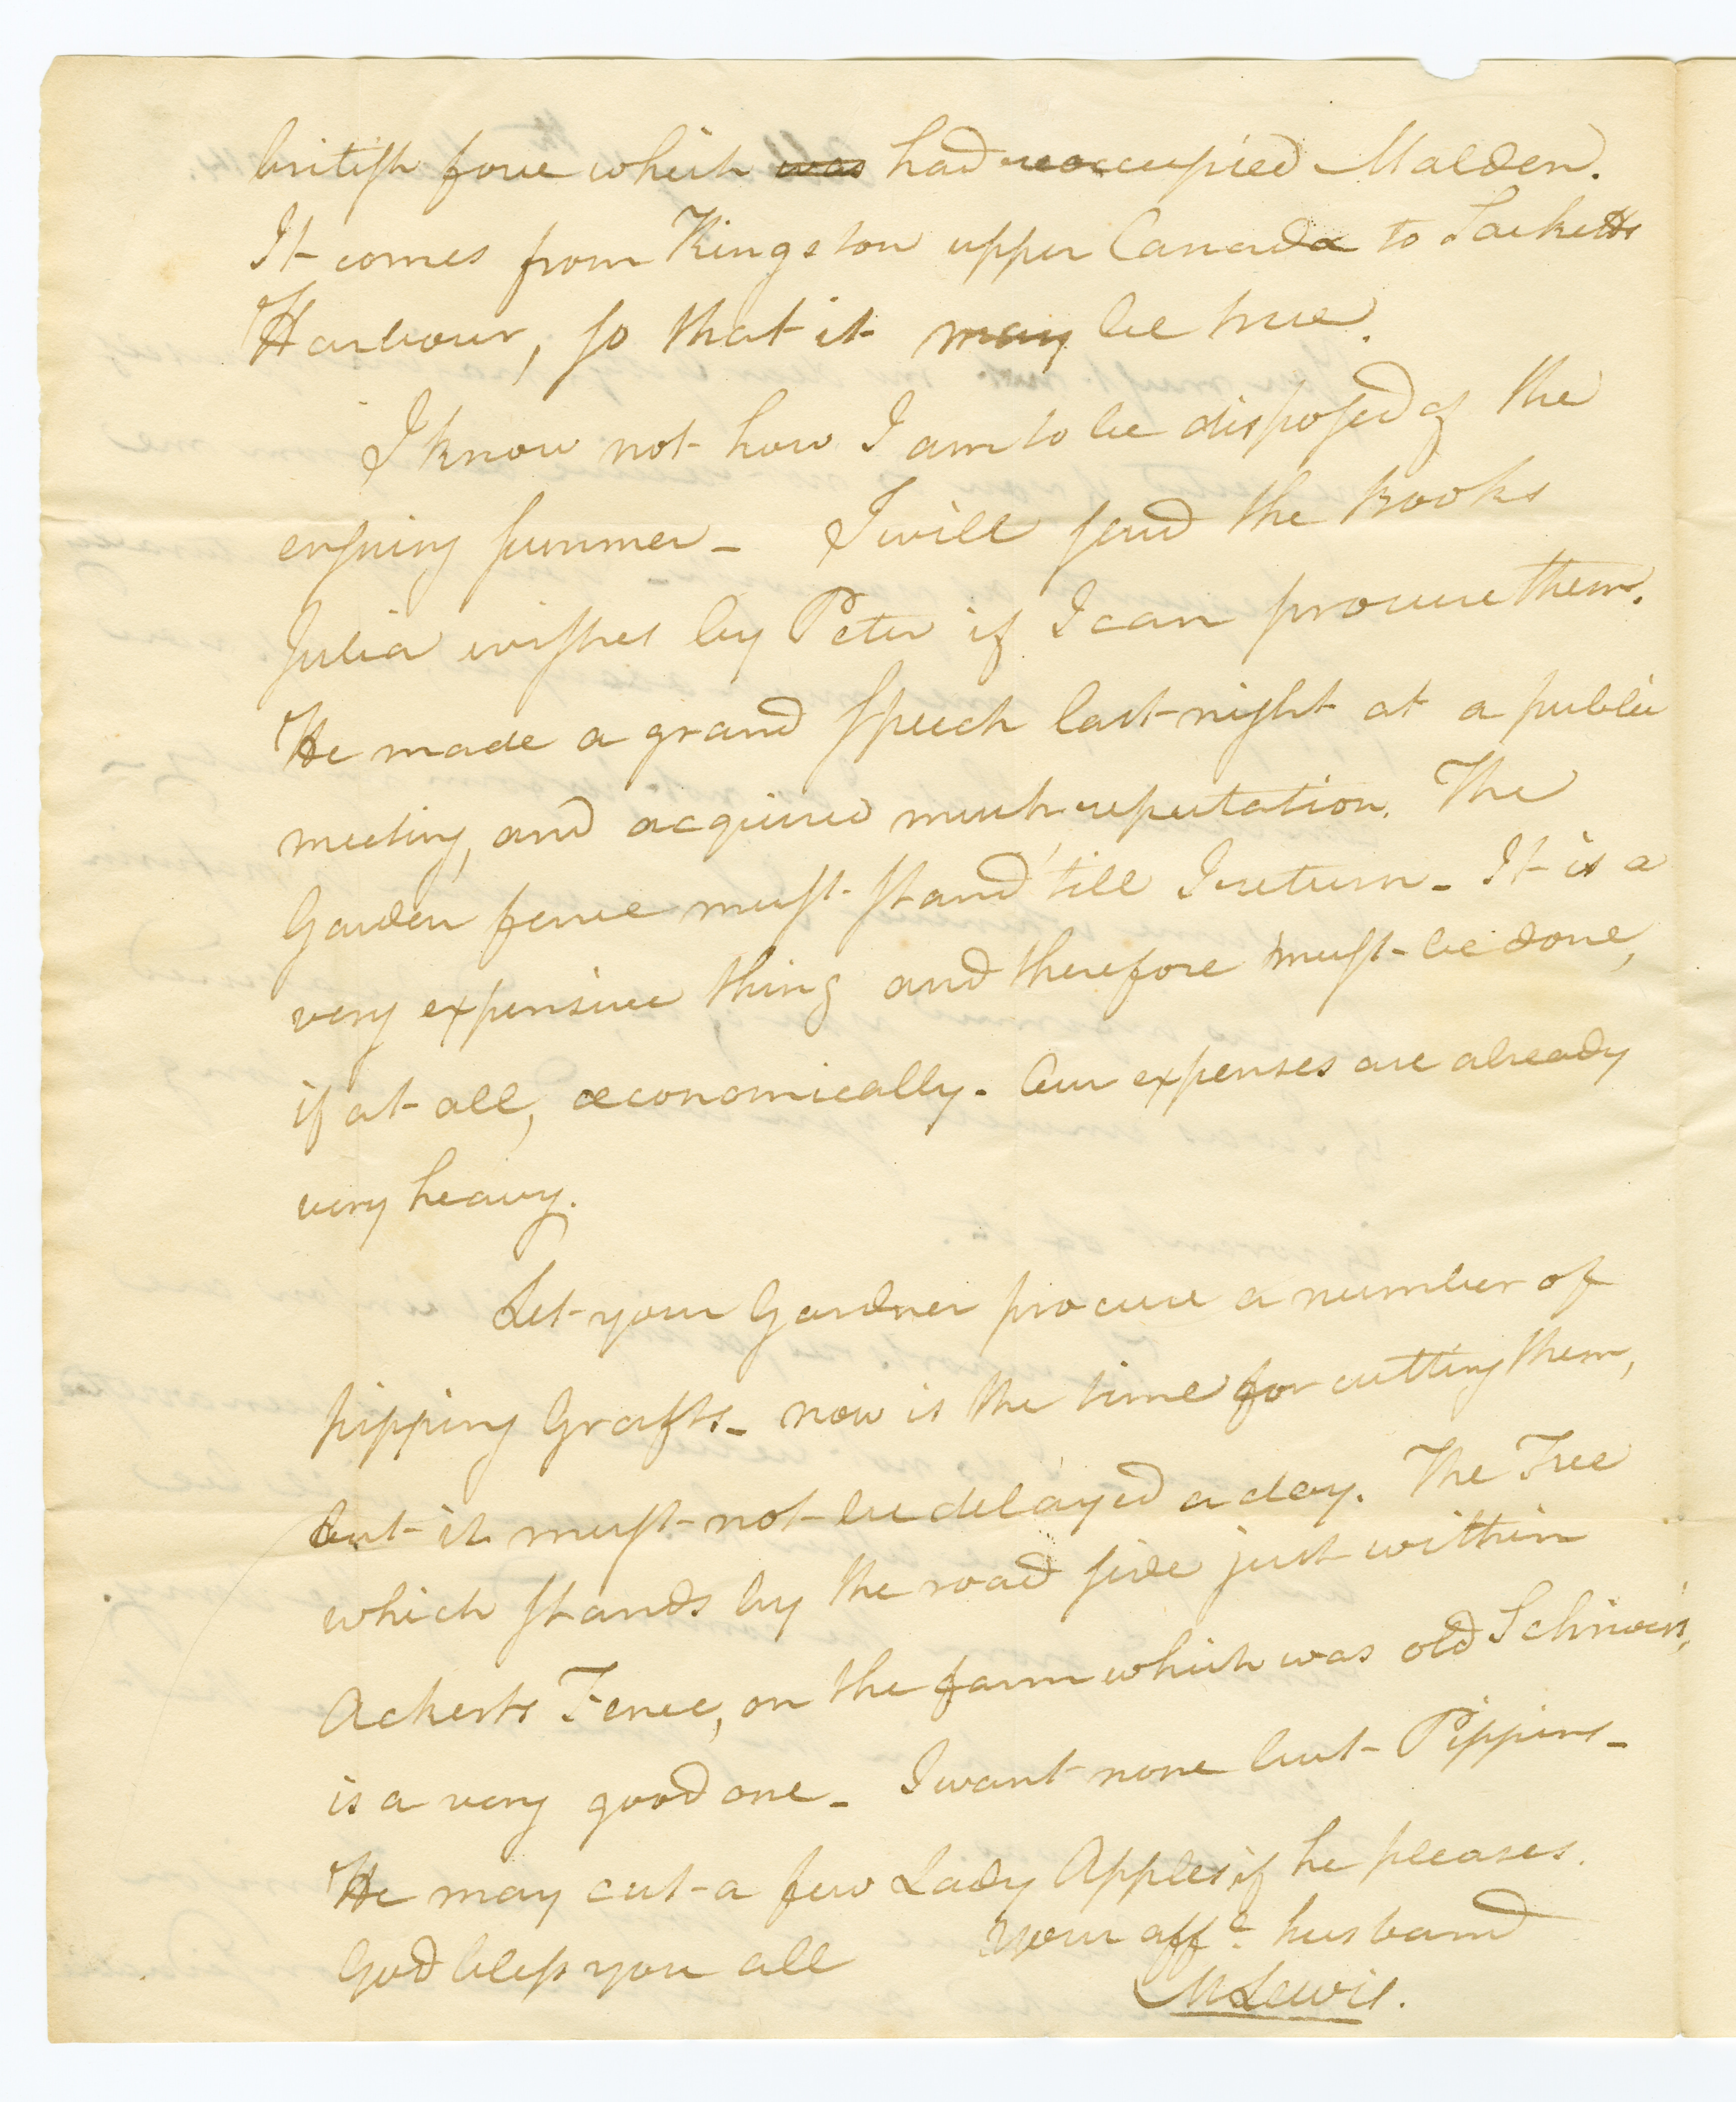 british force which was had reoccupied Malden.
It comes from Kingston upper Canada to Sacketts
Harbour, so that it may be true.
I know not how I am to be disposed of the
ensuing summer - I will send the Books
Julia wishes by Peter if I can procure them.
He made a grand speech last night at a public
meeting, and acquired much reputation. The
Garden fence must stand till I return - It is a
very expensive thing and therefore must be done,
if at all, œconomically. Our expenses are already
very heavy.
Let your Gardner procure a number of
pipping Grafts - now is the time for cutting them,
but it must not be delayed a day. The Tree
which stands by the road side just within
Ackerts Fence, on the farm which was old
is a very good one - I want none but Pippins -
He may cut a few Lady Apples if he pleases.
God bless you all your affe. husband
M Lewis.